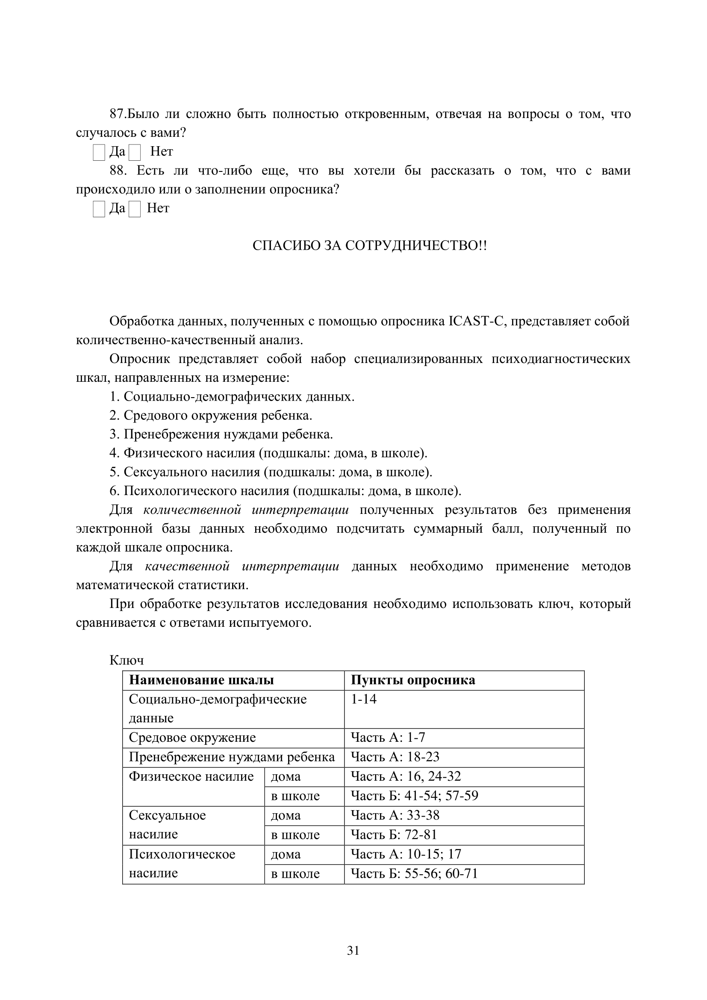 87.Было ли сложно быть полностью откровенным, отвечая на вопросы о том, что
случалось с вами?
Да Нет
88. Есть ли что-либо еще, что вы хотели бы рассказать о том, что с вами
происходило или о заполнении опросника?
Да Нет
СПАСИБО ЗА СОТРУДНИЧЕСТВО!!
Обработка данных, полученных с помощью опросника ICAST-C, представляет собой
количественно-качественный анализ.
Опросник представляет собой набор специализированных психодиагностических
шкал, направленных на измерение:
1. Социально-демографических данных.
2. Средового окружения ребенка.
3. Пренебрежения нуждами ребенка.
4. Физического насилия (подшкалы: дома, в школе).
5. Сексуального насилия (подшкалы: дома, в школе).
6. Психологического насилия (подшкалы: дома, в школе).
Для количественной интерпретации полученных результатов без применения
электронной базы данных необходимо подсчитать суммарный балл, полученный по
каждой шкале опросника.
Для качественной интерпретации данных необходимо применение методов
математической статистики.
При обработке результатов исследования необходимо использовать ключ, который
сравнивается с ответами испытуемого.
Ключ
Наименование шкалы Пункты опросника
Социально-демографические 1-14
данные
Средовое окружение Часть А: 1-7
Пренебрежение нуждами ребенка Часть А: 18-23
Физическое насилие дома Часть А: 16, 24-32
в школе Часть Б: 41-54; 57-59
Сексуальное дома Часть А: 33-38
насилие в школе Часть Б: 72-81
Психологическое дома Часть А: 10-15; 17
насилие в школе Часть Б: 55-56; 60-71
31